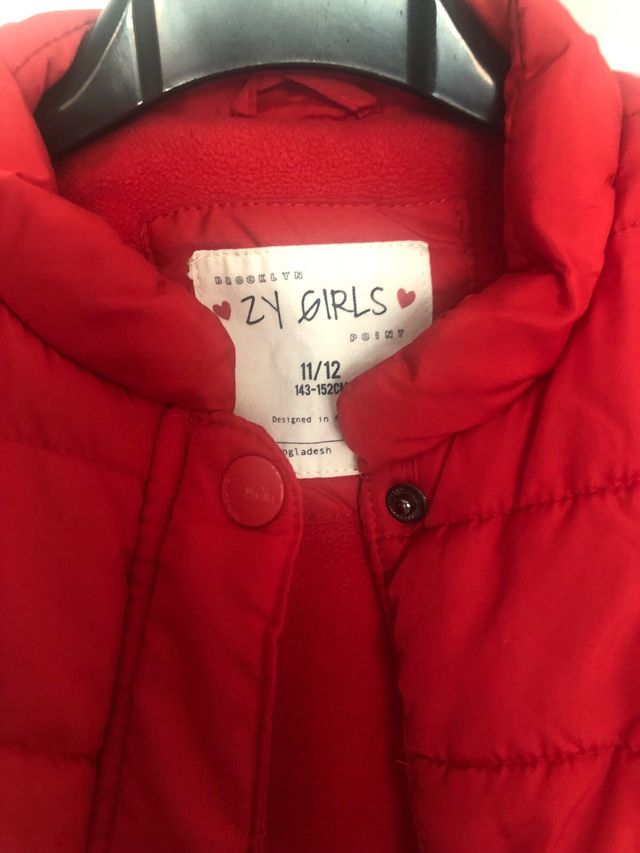 BROOKLYN
ZY GIRLS
POINT
11/12
143-152CM
Designed in
ngladesh